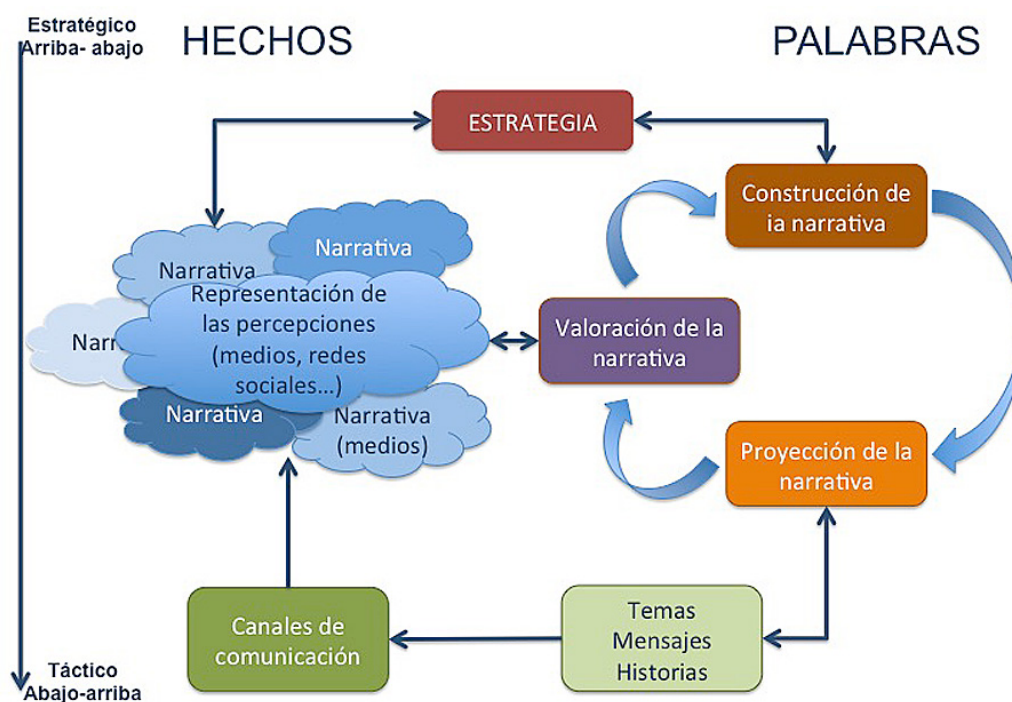 Estratégico
Arriba- abajo
HECHOS
PALABRAS
ESTRATEGIA
Construcción de
ia narrativa
Narrativa
Narrativa
Representación de
las percepciones
(medios, redes
sociales...)
Valoración de la
narrativa
Narrativa
Narrativa
(medios)
Proyección de la
narrativa
Canales de
comunicación
Temas
Mensajes
Historias
Táctico
Abajo-arriba